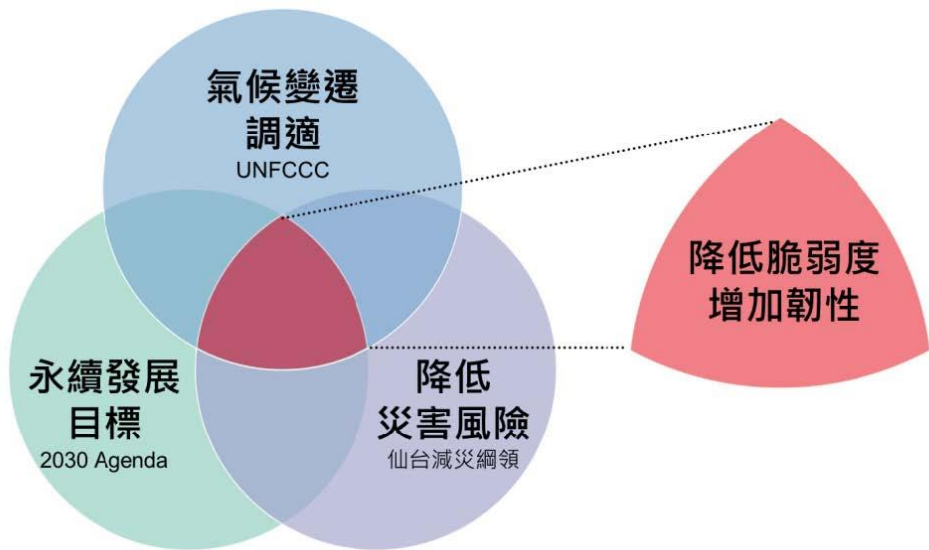 氣候變遷
調適
UNFCCC
永續發展
目標
2030 Agenda
降低
災害風險
仙台減災綱領
降低脆弱度
增加韌性